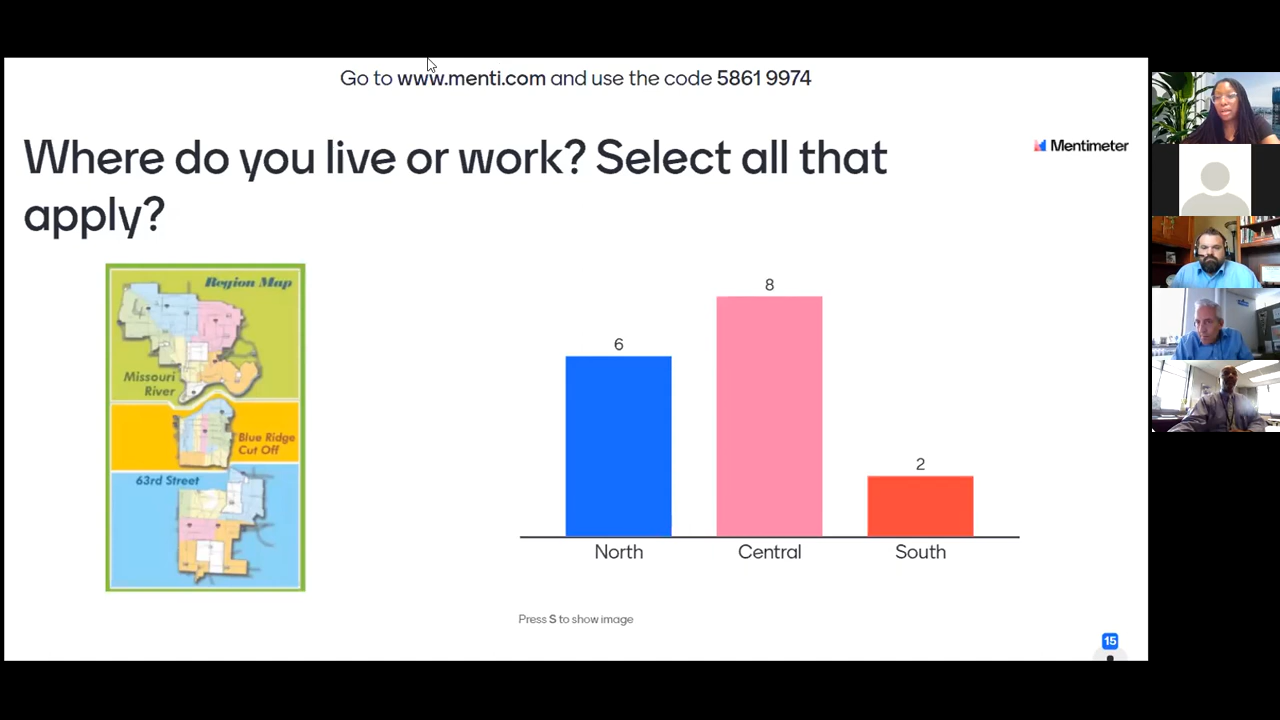 Go to www.menti.com and use the code 5861 9974
Where do you live or work? Select all that
apply?
Mentimeter
Region Map
Missouri
River
Blue Ridge
Cut Off
63rd Street
6
8
2
North
Central
South
Press S to show image
15